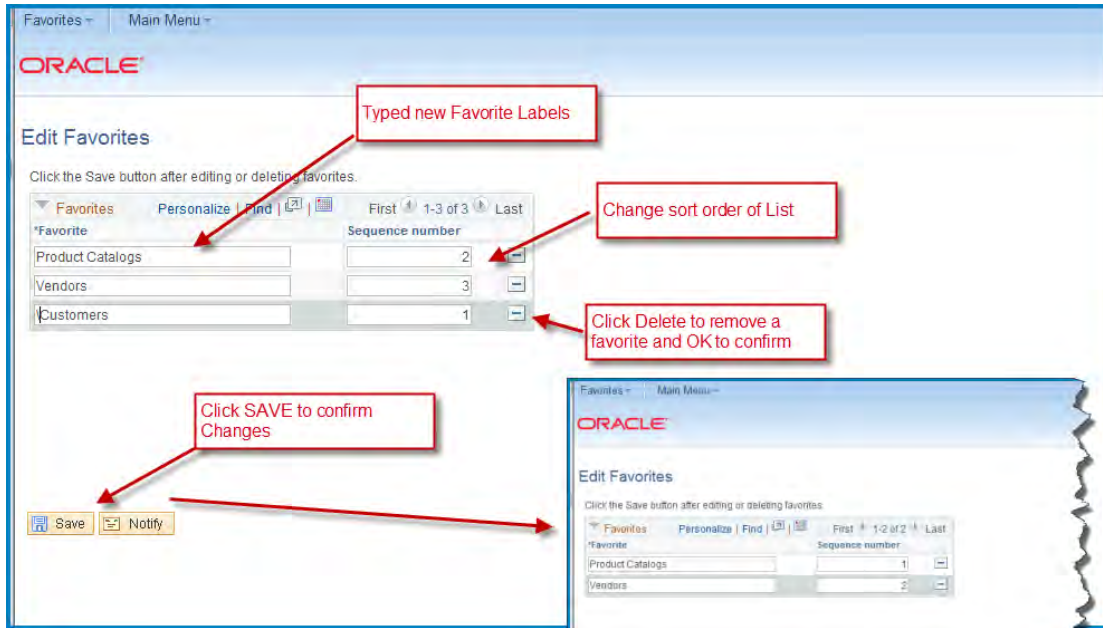 Favorites Main Menu
ORACLE
Typed new Favorite Labels
Edit Favorites
Click the Save button after editing or deleting favorites.
Favorites Personalize | Find | | First 1-3 of 3 Last
*Favorite Sequence number
Change sort order of List
Product Catalogs 2
Vendors 3
Customers 1
Click Delete to remove a
favorite and OK to confirm
Click SAVE to confirm
Changes
Save Notify
Favorites Main Menu
ORACLE
Edit Favorites
Click the Save button after editing or deleting favorites
Favorites Personalize | Find | | First 1-2 of 2 Last
*Favorite Sequence number
Product Catalogs 1
Vendors 2